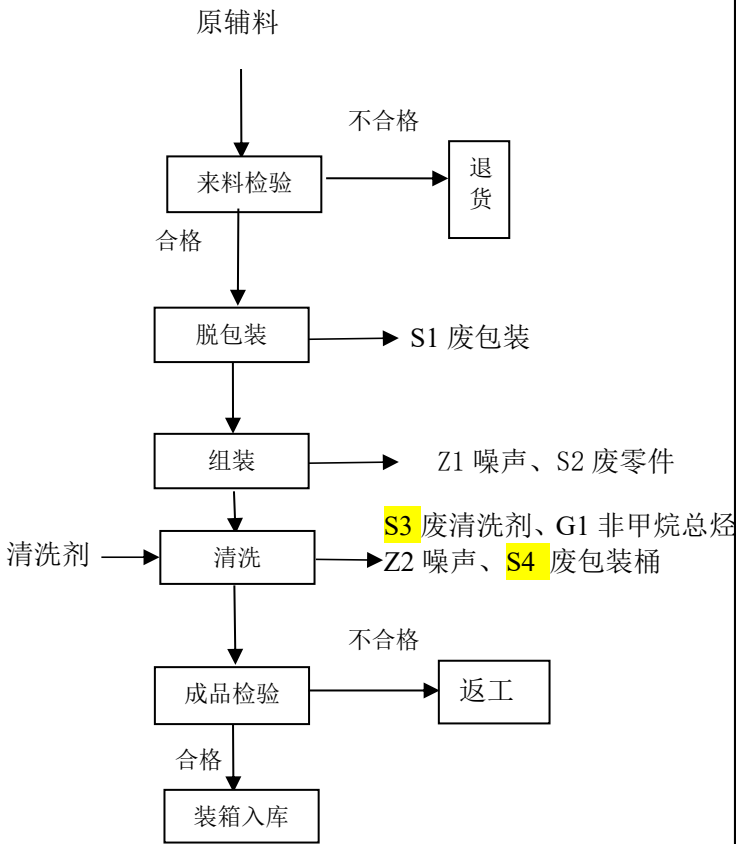 原辅料
不合格
来料检验
退货
合格
脱包装
S1 废包装
组装
Z1 噪声、S2 废零件
S3 废清洗剂、G1 非甲烷总烃
清洗剂
清洗
Z2 噪声、S4 废包装桶
不合格
成品检验
返工
合格
装箱入库